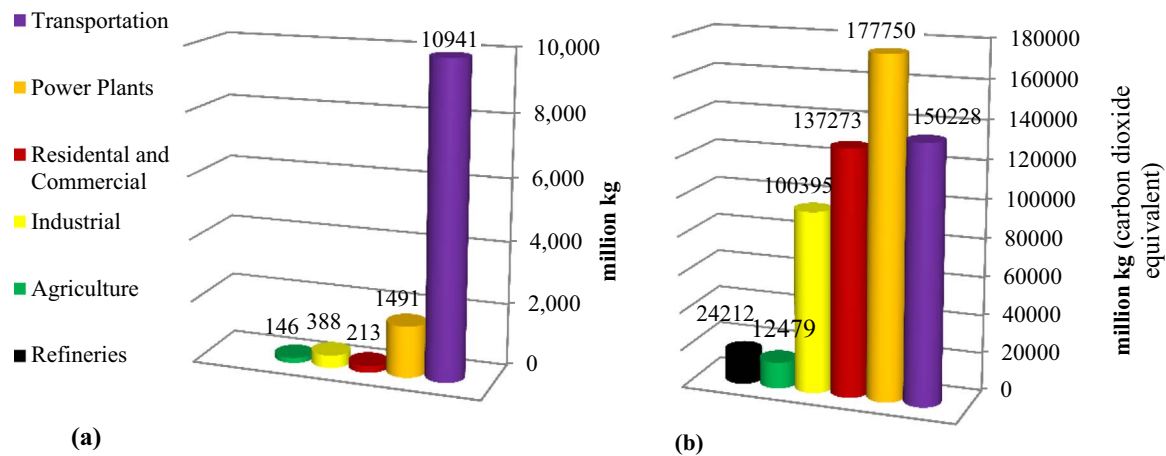 Transportation
Power Plants
Residental and
Commercial
Industrial
Agriculture
Refineries
10941
1491
213
388
146
10,000
8,000
6,000
4,000
2,000
0
million kg
(a)
177750
150228
137273
100395
24212
12479
180000
160000
140000
120000
100000
80000
60000
40000
20000
0
million kg (carbon dioxide
equivalent)
(b)